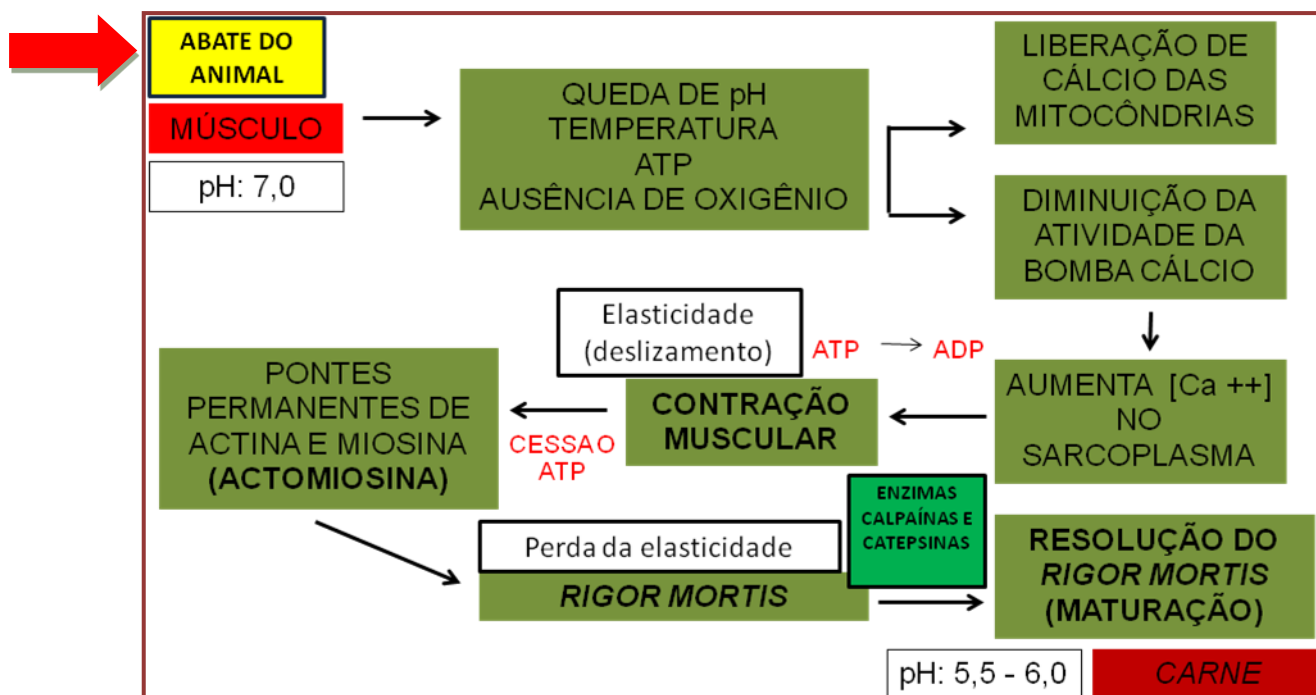 ABATE DO
ANIMAL
MÚSCULO
pH: 7,0
QUEDA DE pH
TEMPERATURA
ATP
AUSÊNCIA DE OXIGÊNIO
LIBERAÇÃO DE
CÁLCIO DAS
MITOCÔNDRIAS
DIMINUIÇÃO DA
ATIVIDADE DA
BOMBA CÁLCIO
AUMENTA [Ca ++]
NO
SARCOPLASMA
Elasticidade
(deslizamento)
ATP → ADP
CONTRAÇÃO
MUSCULAR
CESSA O
ATP
PONTES
PERMANENTES DE
ACTINA E MIOSINA
(ACTOMIOSINA)
Perda da elasticidade
RIGOR MORTIS
ENZIMAS
CALPAÍNAS E
CATEPSINAS
RESOLUÇÃO DO
RIGOR MORTIS
(MATURAÇÃO)
pH: 5,5 - 6,0
CARNE